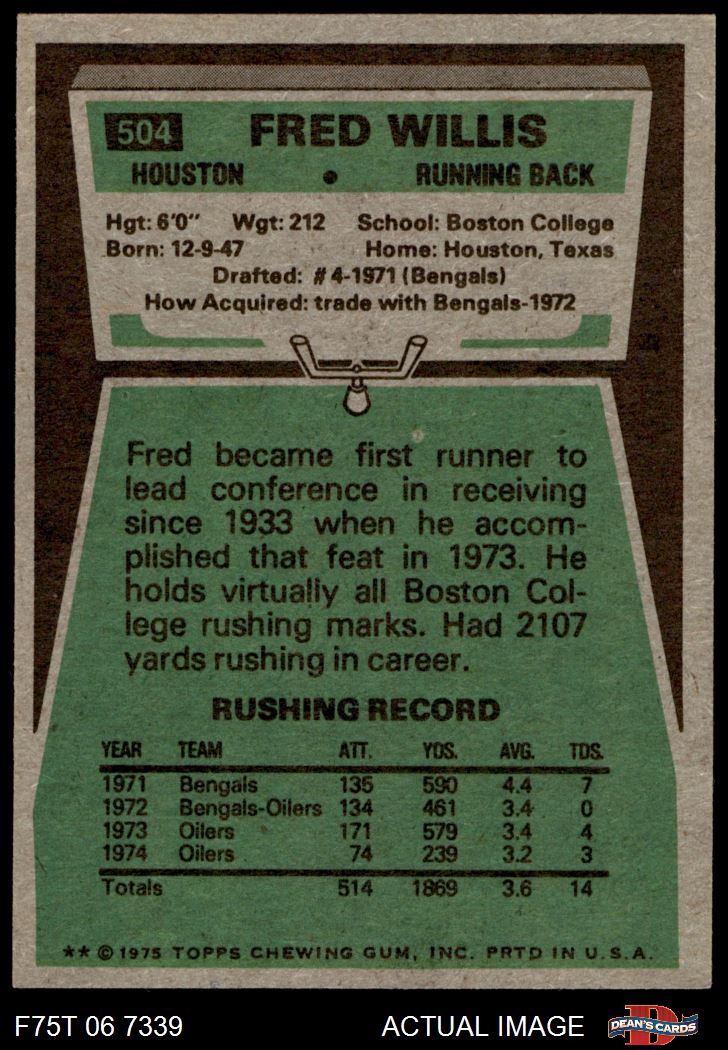 504 FRED WILLIS
HOUSTON • RUNNING BACK
Hgt: 6'0" Wgt: 212 School: Boston College
Born: 12-9-47 Home: Houston, Texas
Drafted: #4-1971 (Bengals)
How Acquired: trade with Bengals-1972
Fred became first runner to
lead conference in receiving
since 1933 when he accom-
plished that feat in 1973. He
holds virtually all Boston Col-
lege rushing marks. Had 2107
yards rushing in career.
RUSHING RECORD
YEAR TEAM ATT. YDS. AVG. TDS.
1971 Bengals 135 590 4.4 7
1972 Bengals-Oilers 134 461 3.4 0
1973 Oilers 171 579 3.4 4
1974 Oilers 74 239 3.2 3
Totals 514 1869 3.6 14
** © 1975 TOPPS CHEWING GUM, INC. PRTD IN U.S.A.
F75T 06 7339 ACTUAL IMAGE D DEAN'S CARDS